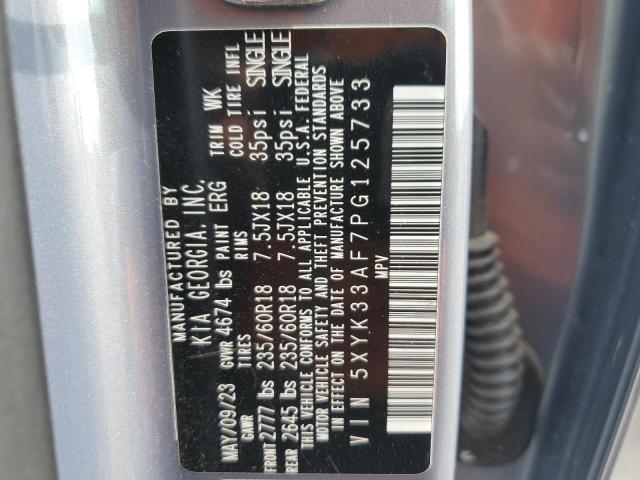 MANUFACTURED BY
KIA GEORGIA, INC.
MAY/09/23 GVWR 4674 lbs PAINT ERG TRIM WK
GAWR TIRES RIMS COLD TIRE INFL
FRONT 2777 lbs 235/60R18 7.5JX18 35psi SINGLE
REAR 2645 lbs 235/60R18 7.5JX18 35psi SINGLE
THIS VEHICLE CONFORMS TO ALL APPLICABLE U.S.A. FEDERAL
MOTOR VEHICLE SAFETY AND THEFT PREVENTION STANDARDS
IN EFFECT ON THE DATE OF MANUFACTURE SHOWN ABOVE
VIN 5XYK33AF7PG125733
MPV